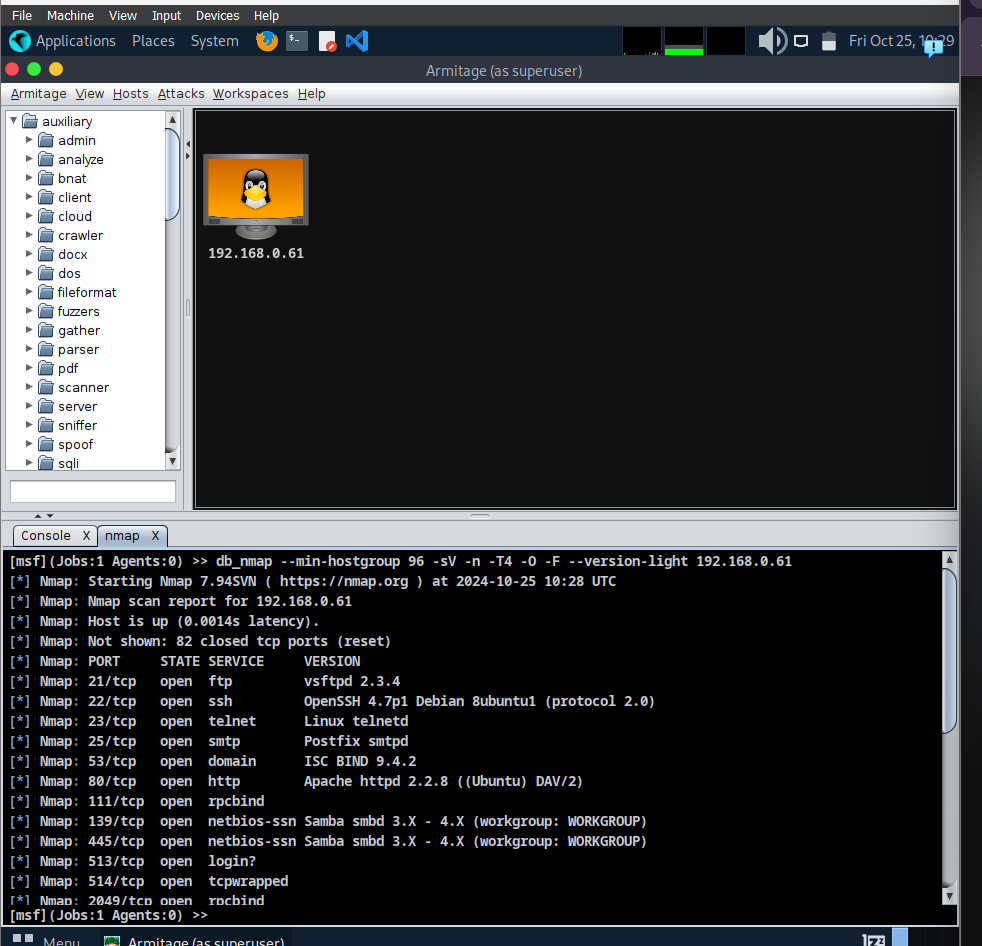 File Machine View Input Devices Help
Applications Places System
Fri Oct 25, 10:29
Armitage (as superuser)
Armitage View Hosts Attacks Workspaces Help
auxiliary
admin
analyze
bnat
client
cloud
crawler
docx
dos
fileformat
fuzzers
gather
parser
pdf
scanner
server
sniffer
spoof
sqli
192.168.0.61
Console X nmap X
[msf](Jobs:1 Agents:0) >> db_nmap --min-hostgroup 96 -sV -n -T4 -O -F --version-light 192.168.0.61
[*] Nmap: Starting Nmap 7.94SVN ( https://nmap.org ) at 2024-10-25 10:28 UTC
[*] Nmap: Nmap scan report for 192.168.0.61
[*] Nmap: Host is up (0.0014s latency).
[*] Nmap: Not shown: 82 closed tcp ports (reset)
[*] Nmap: PORT STATE SERVICE VERSION
[*] Nmap: 21/tcp open ftp vsftpd 2.3.4
[*] Nmap: 22/tcp open ssh OpenSSH 4.7p1 Debian 8ubuntu1 (protocol 2.0)
[*] Nmap: 23/tcp open telnet Linux telnetd
[*] Nmap: 25/tcp open smtp Postfix smtpd
[*] Nmap: 53/tcp open domain ISC BIND 9.4.2
[*] Nmap: 80/tcp open http Apache httpd 2.2.8 ((Ubuntu) DAV/2)
[*] Nmap: 111/tcp open rpcbind
[*] Nmap: 139/tcp open netbios-ssn Samba smbd 3.X - 4.X (workgroup: WORKGROUP)
[*] Nmap: 445/tcp open netbios-ssn Samba smbd 3.X - 4.X (workgroup: WORKGROUP)
[*] Nmap: 513/tcp open login?
[*] Nmap: 514/tcp open tcpwrapped
[*] Nmap: 2049/tcp open rpcbind
[msf](Jobs:1 Agents:0) >>
Menu Armitage (as superuser)